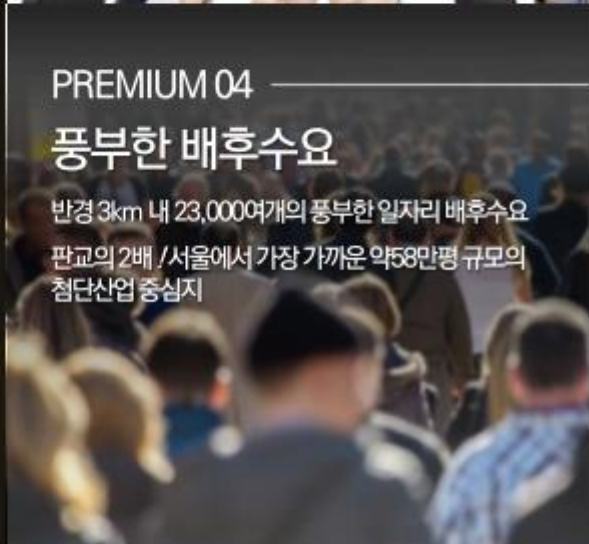 PREMIUM 04
풍부한 배후수요
반경 3km 내 23,000여개의 풍부한 일자리 배후수요
판교의 2배 / 서울에서 가장 가까운 약58만평 규모의
첨단산업 중심지